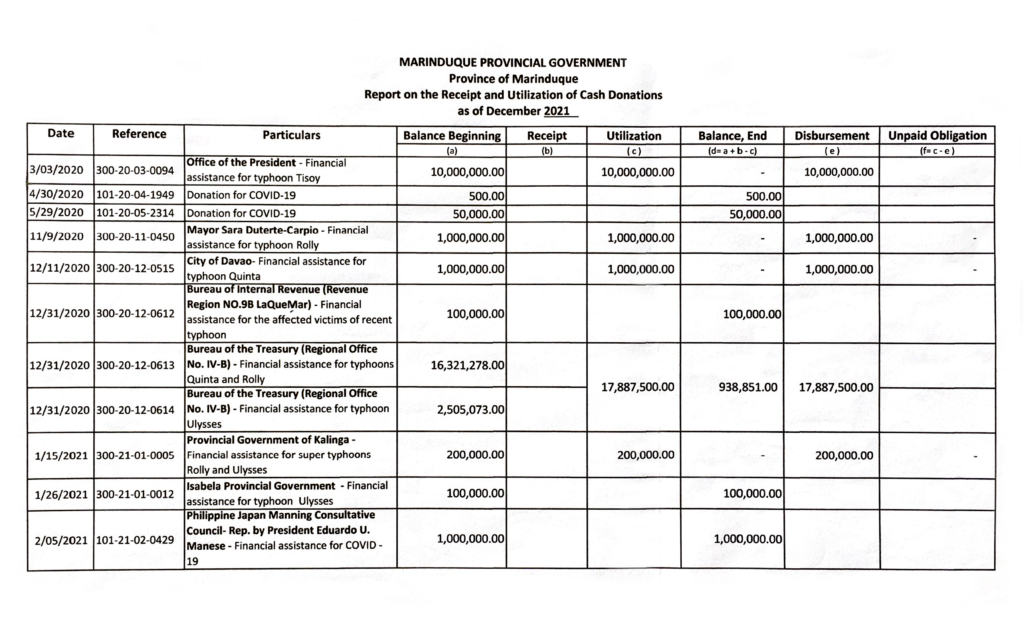 MARINDUQUE PROVINCIAL GOVERNMENT
Province of Marinduque
Report on the Receipt and Utilization of Cash Donations
as of December 2021
Date Reference Particulars Balance Beginning Receipt Utilization Balance, End Disbursement Unpaid Obligation
(a) (b) (c) (d= a + b - c) (e) (f= c - e)
3/03/2020 300-20-03-0094 Office of the President - Financial
assistance for typhoon Tisoy 10,000,000.00 10,000,000.00 - 10,000,000.00
4/30/2020 101-20-04-1949 Donation for COVID-19 500.00 500.00
5/29/2020 101-20-05-2314 Donation for COVID-19 50,000.00 50,000.00
11/9/2020 300-20-11-0450 Mayor Sara Duterte-Carpio - Financial
assistance for typhoon Rolly 1,000,000.00 1,000,000.00 - 1,000,000.00 -
12/11/2020 300-20-12-0515 City of Davao- Financial assistance for
typhoon Quinta 1,000,000.00 1,000,000.00 - 1,000,000.00 -
Bureau of Internal Revenue (Revenue
Region NO.9B LaQueMar) - Financial
12/31/2020 300-20-12-0612 assistance for the affected victims of recent 100,000.00 100,000.00
typhoon
Bureau of the Treasury (Regional Office
12/31/2020 300-20-12-0613 No. IV-B) - Financial assistance for typhoons 16,321,278.00
Quinta and Rolly
17,887,500.00 938,851.00 17,887,500.00
Bureau of the Treasury (Regional Office
12/31/2020 300-20-12-0614 No. IV-B) - Financial assistance for typhoon 2,505,073.00
Ulysses
Provincial Government of Kalinga -
1/15/2021 300-21-01-0005 Financial assistance for super typhoons 200,000.00 200,000.00 - 200,000.00 -
Rolly and Ulysses
1/26/2021 300-21-01-0012 Isabela Provincial Government - Financial
assistance for typhoon Ulysses 100,000.00 100,000.00
Philippine Japan Manning Consultative
Council- Rep. by President Eduardo U.
2/05/2021 101-21-02-0429 Manese - Financial assistance for COVID - 1,000,000.00 1,000,000.00
19